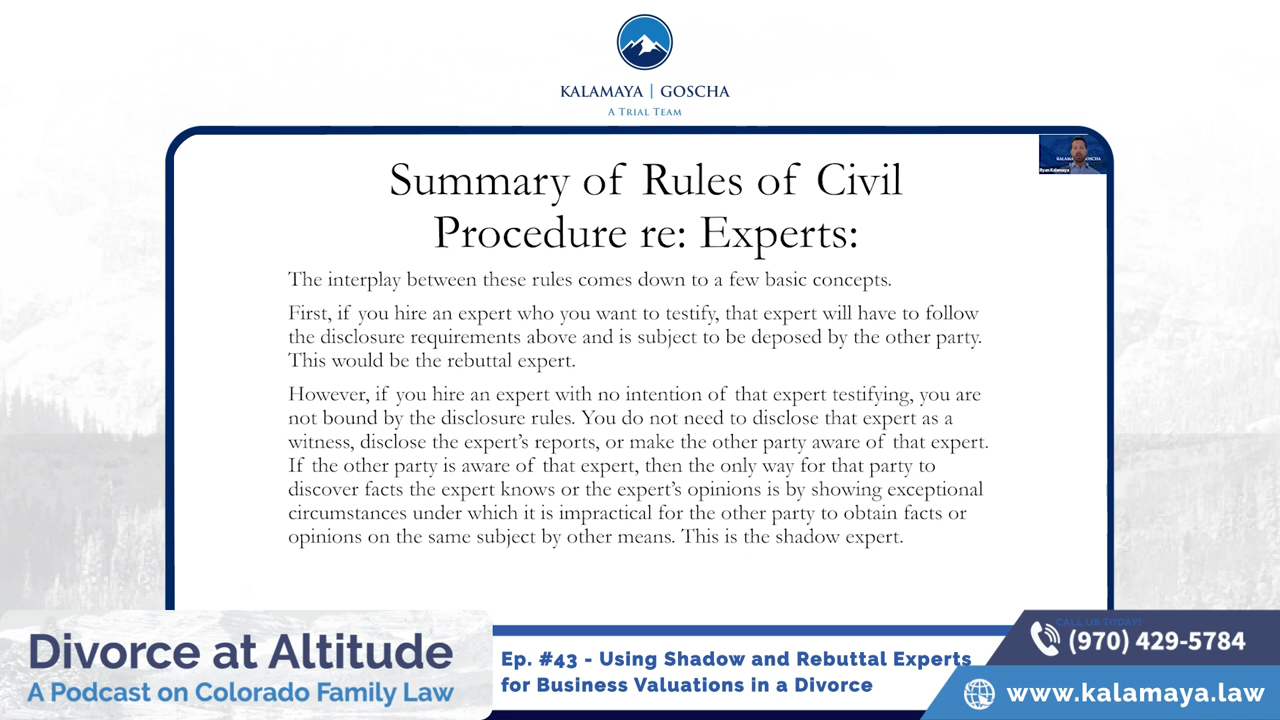 KALAMAYA | GOSCHA
A TRIAL TEAM
Ryan Kalamaya
Summary of Rules of Civil
Procedure re: Experts:
The interplay between these rules comes down to a few basic concepts.
First, if you hire an expert who you want to testify, that expert will have to follow
the disclosure requirements above and is subject to be deposed by the other party.
This would be the rebuttal expert.
However, if you hire an expert with no intention of that expert testifying, you are
not bound by the disclosure rules. You do not need to disclose that expert as a
witness, disclose the expert's reports, or make the other party aware of that expert.
If the other party is aware of that expert, then the only way for that party to
discover facts the expert knows or the expert's opinions is by showing exceptional
circumstances under which it is impractical for the other party to obtain facts or
opinions on the same subject by other means. This is the shadow expert.
Divorce at Altitude
A Podcast on Colorado Family Law
Ep. #43 - Using Shadow and Rebuttal Experts
for Business Valuations in a Divorce
CALL US TODAY!
(970) 429-5784
www.kalamaya.law